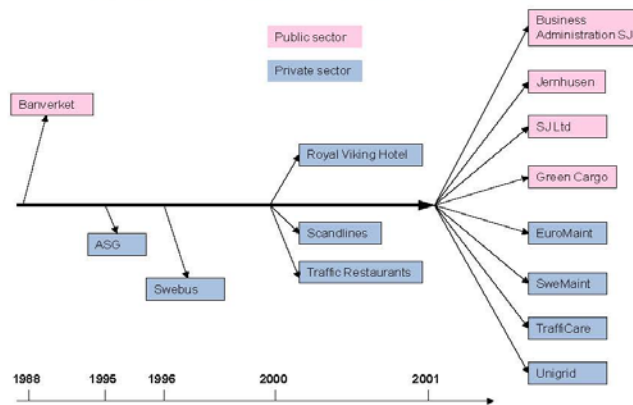 Business
Administration SJ
Public sector
Private sector
Jernhusen
Banverket
SJ Ltd
Royal Viking Hotel
Green Cargo
ASG
Scandlines
EuroMaint
Swebus
Traffic Restaurants
SweMaint
TraffiCare
Unigrid
1988
1995
1996
2000
2001